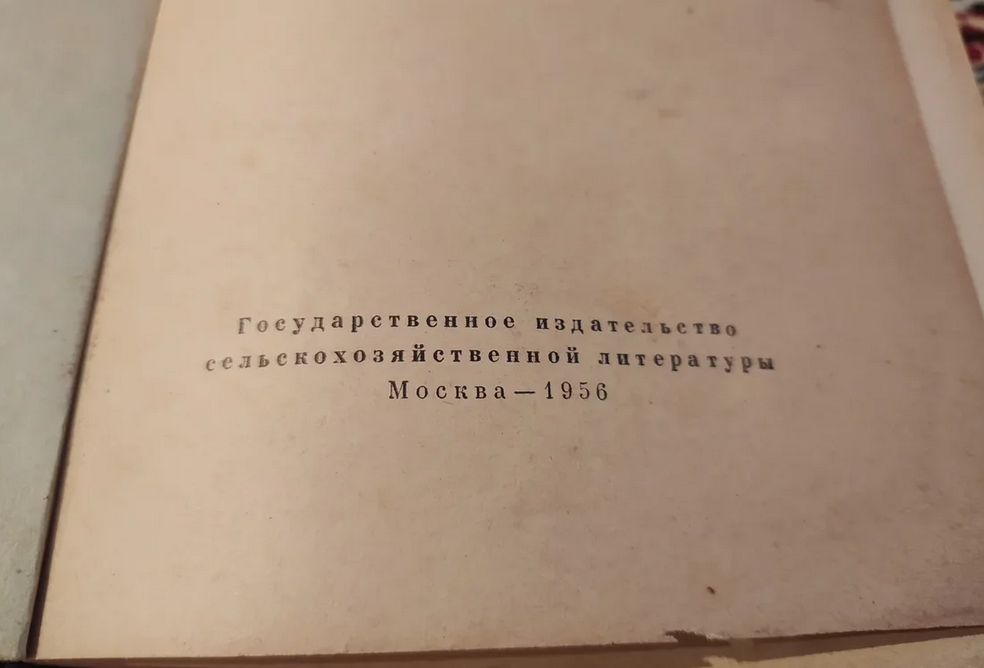 Государственное издательство
сельскохозяйственной литературы
Москва — 1956